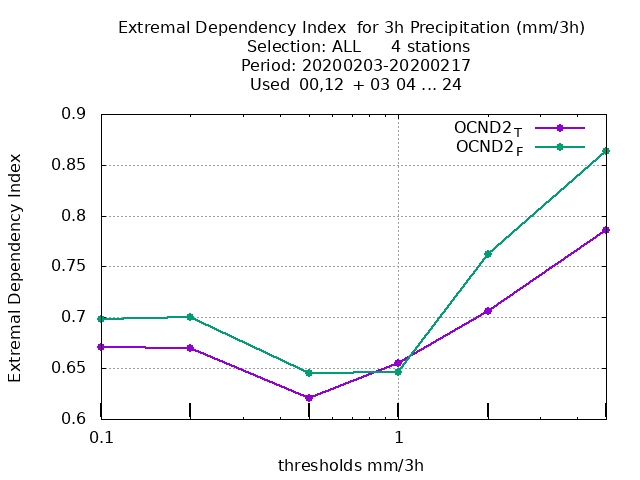 Extremal Dependency Index  for 3h Precipitation (mm/3h)
Selection: ALL      4 stations
Period: 20200203-20200217
Used  00,12  + 03 04 ... 24
OCND2_T
OCND2_F
0.9
0.85
0.8
0.75
0.7
0.65
0.6
Extremal Dependency Index
0.1
1
thresholds mm/3h